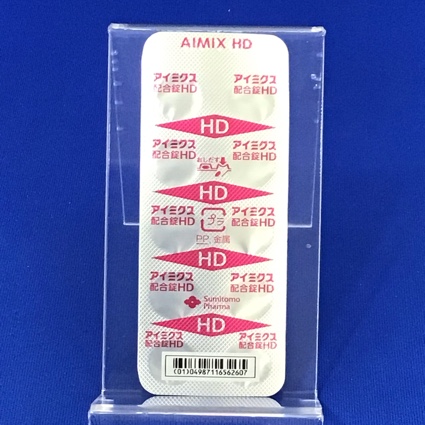 AIMIX HD
アイミクス アイミクス
配合錠HD 配合錠HD
HD
アイミクス アイミクス
配合錠HD 配合錠HD
おしだす
HD
アイミクス アイミクス
配合錠HD 配合錠HD
プラ
PP, 金属
HD
アイミクス アイミクス
配合錠HD 配合錠HD
Sumitomo
Pharma
HD
アイミクス アイミクス
配合錠HD 配合錠HD
(01)04987116562607